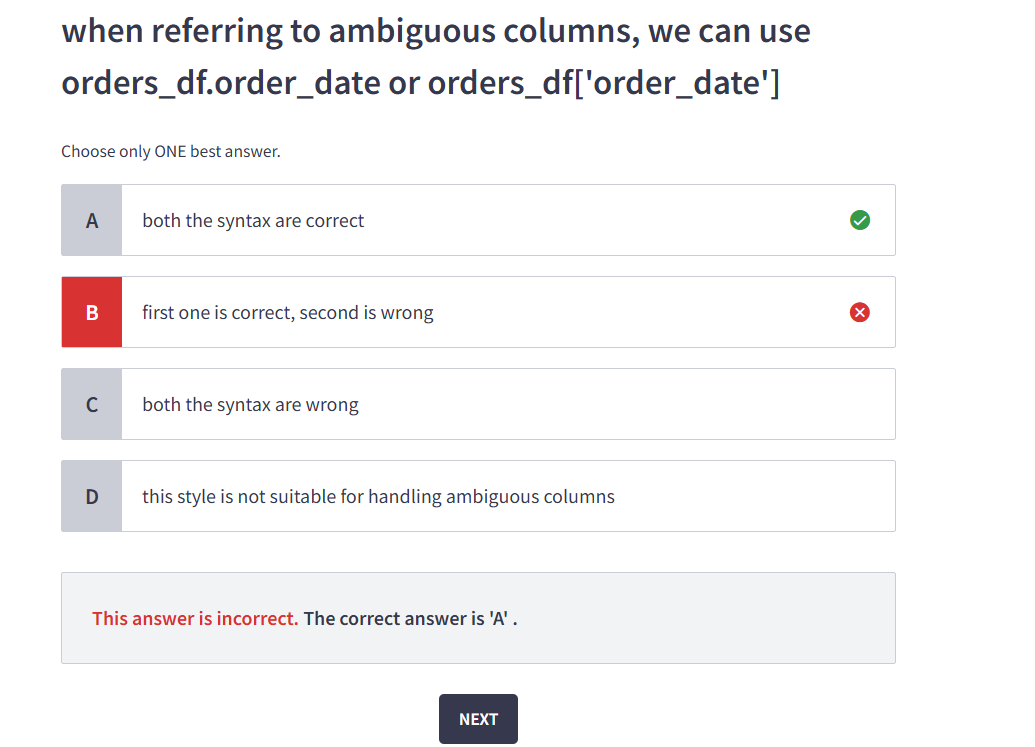 when referring to ambiguous columns, we can use
orders_df.order_date or orders_df['order_date']
Choose only ONE best answer.
A both the syntax are correct
B first one is correct, second is wrong
C both the syntax are wrong
D this style is not suitable for handling ambiguous columns
This answer is incorrect. The correct answer is 'A' .
NEXT